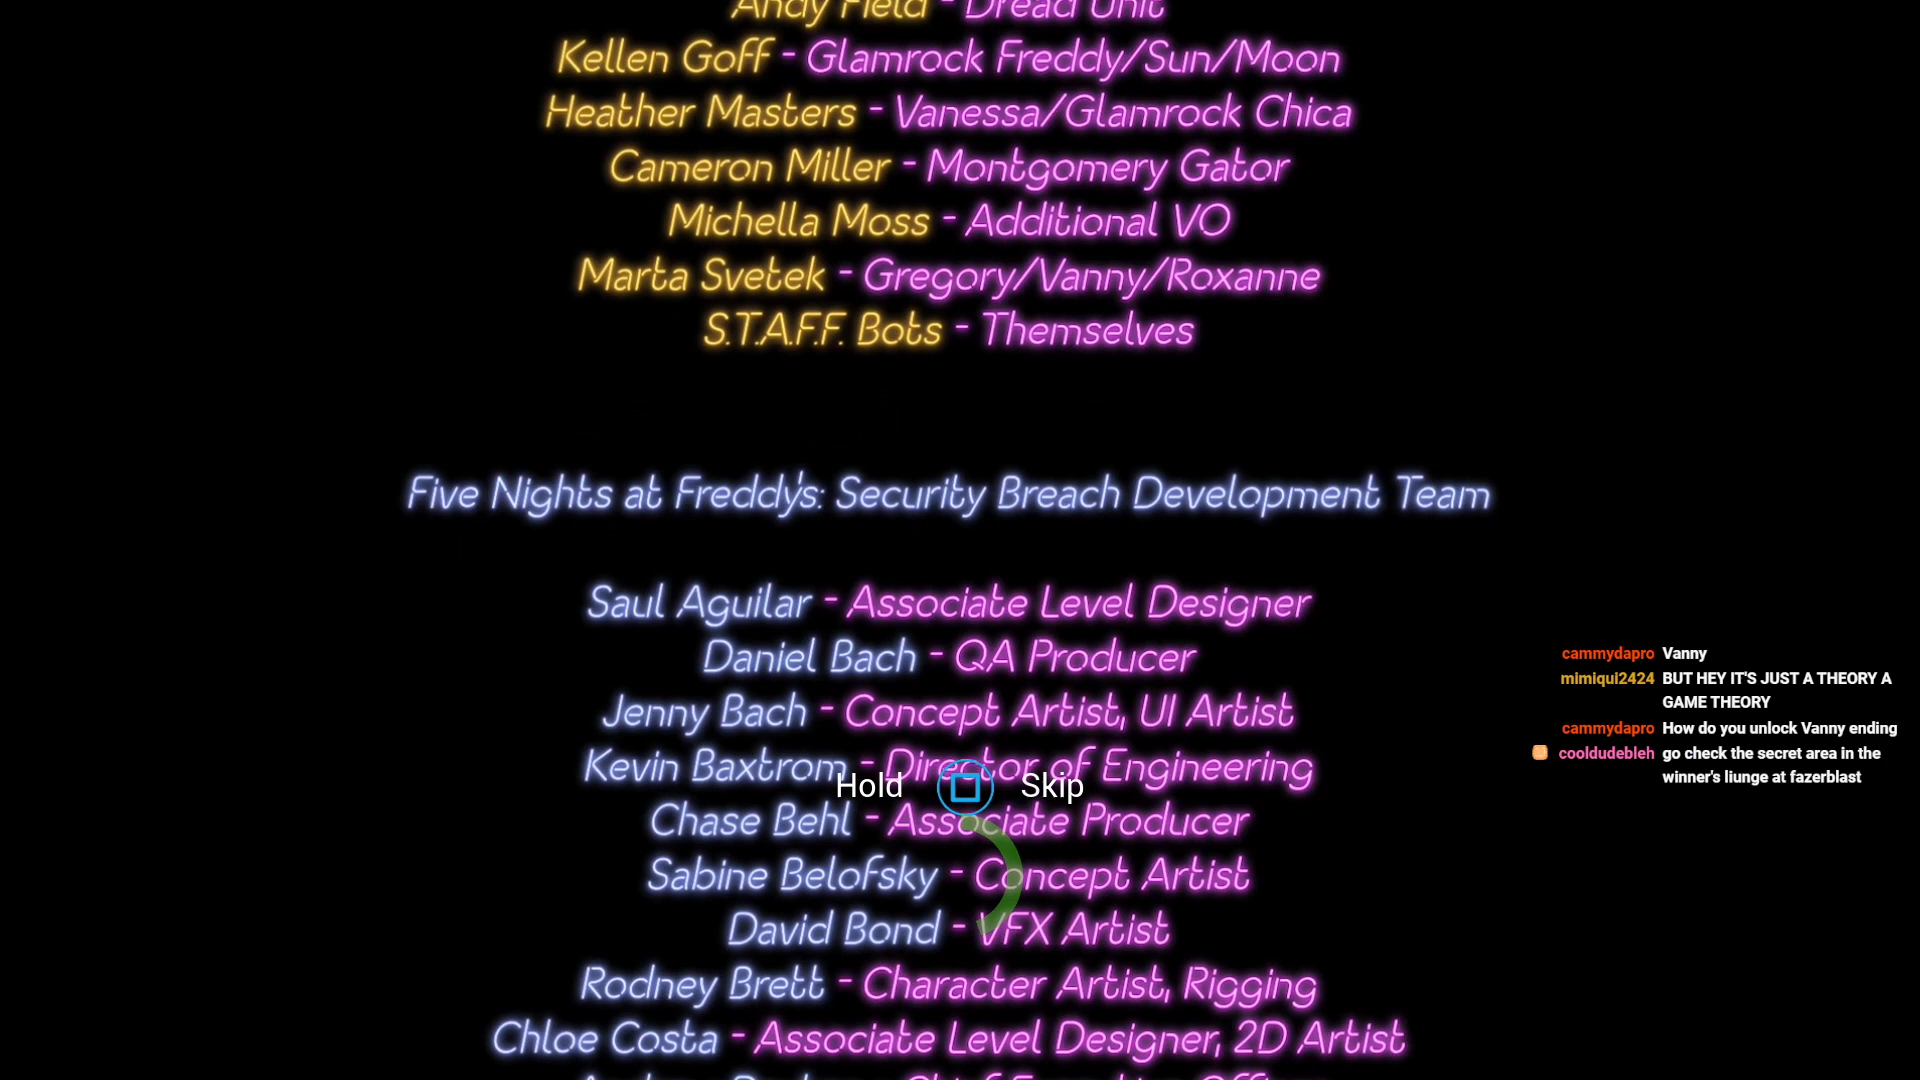 Andy Field - Dread Unit
Kellen Goff - Glamrock Freddy/Sun/Moon
Heather Masters - Vanessa/Glamrock Chica
Cameron Miller - Montgomery Gator
Michella Moss - Additional VO
Marta Svetek - Gregory/Vanny/Roxanne
S.T.A.F.F. Bots - Themselves
Five Nights at Freddy's: Security Breach Development Team
Saul Aguilar - Associate Level Designer
Daniel Bach - QA Producer
Jenny Bach - Concept Artist, UI Artist
Kevin Baxtrom - Director of Engineering
Hold Skip
Chase Behl - Associate Producer
Sabine Belofsky - Concept Artist
David Bond - VFX Artist
Rodney Brett - Character Artist, Rigging
Chloe Costa - Associate Level Designer, 2D Artist
cammydapro Vanny
mimiqui2424 BUT HEY IT'S JUST A THEORY A
GAME THEORY
cammydapro How do you unlock Vanny ending
cooldudebleh go check the secret area in the
winner's liunge at fazerblast